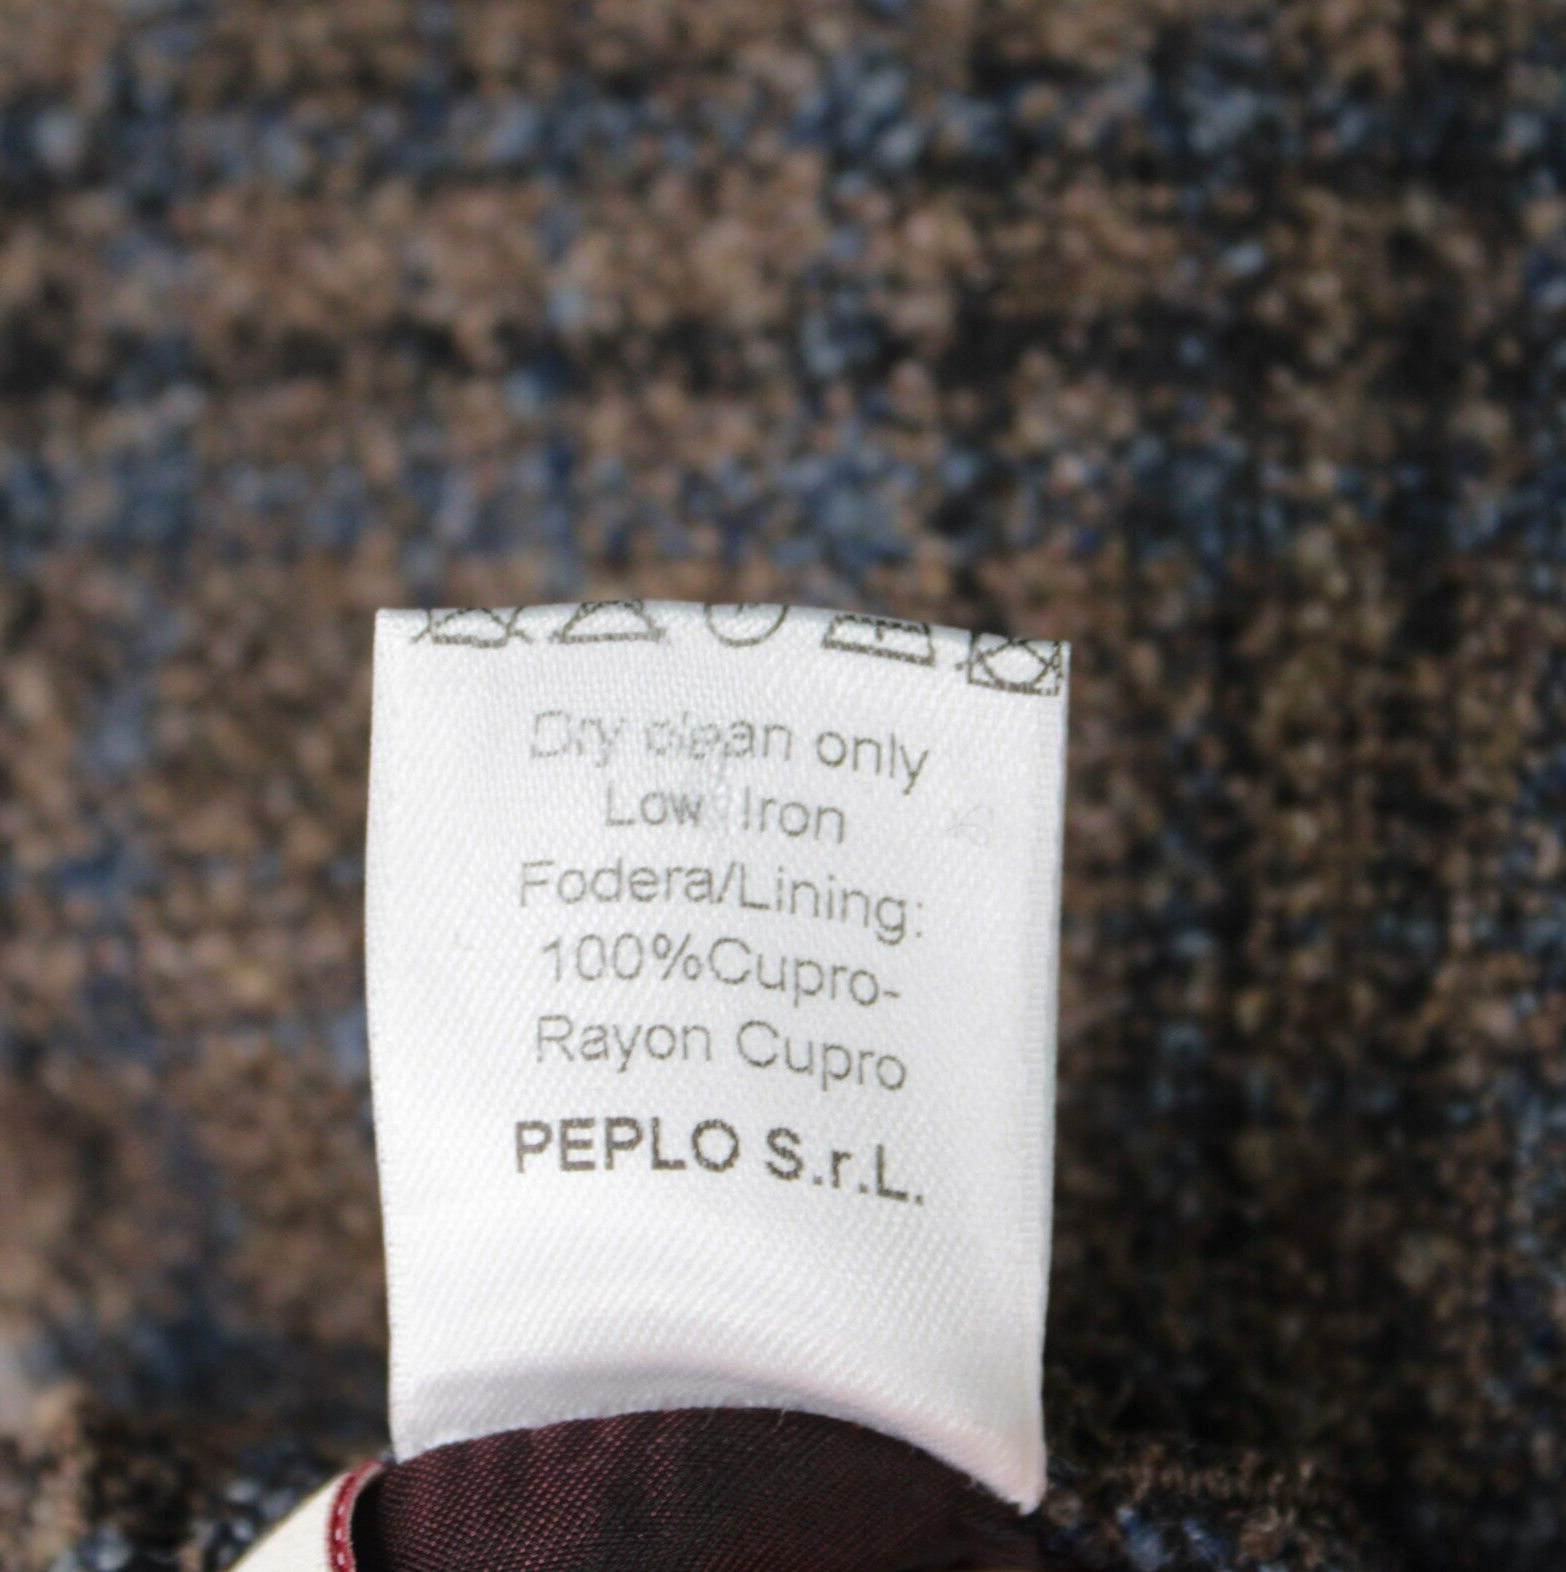 Dry clean only
Low Iron
Fodera/Lining:
100%Cupro-
Rayon Cupro
PEPLO S.r.L.